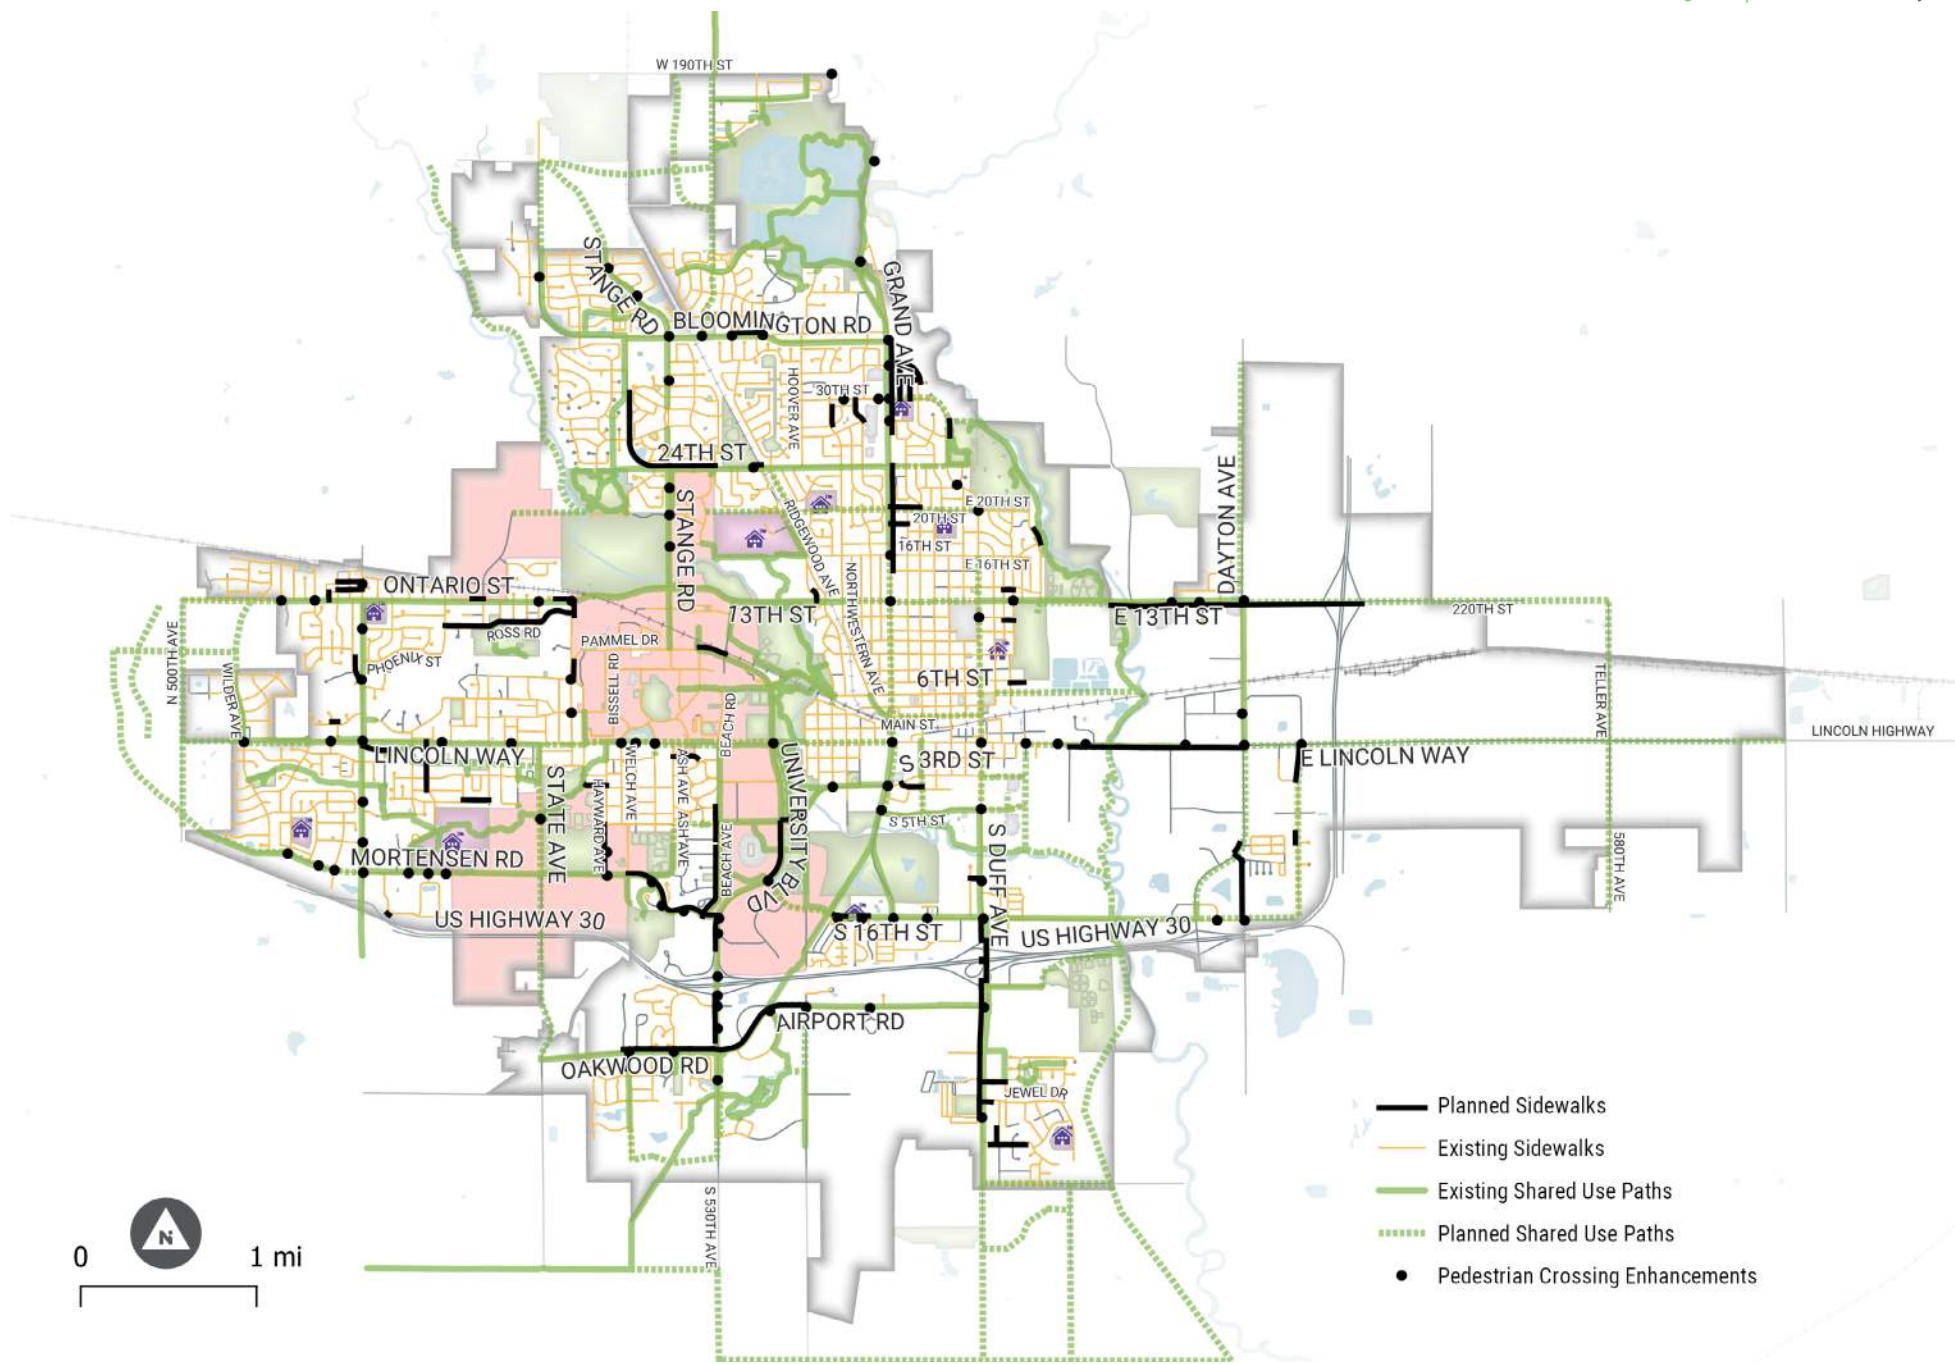 W 190TH ST
STANGE RD
GRAND AVE
BLOOMINGTON RD
HOOVER AVE
30TH ST
24TH ST
DAYTON AVE
STANGE RD
RIDGEWOOD AVE
E 20TH ST
20TH ST
16TH ST
E 16TH ST
NORTHWESTERN AVE
ONTARIO ST
13TH ST
E 13TH ST
220TH ST
ROSS RD
PAMMEL DR
N 500TH AVE
WILDER AVE
PHOENIX ST
BISSELL RD
6TH ST
TELLER AVE
BEACH RD
MAIN ST
LINCOLN HIGHWAY
LINCOLN WAY
S 3RD ST
E LINCOLN WAY
STATE AVE
HAYWARD AVE
WELCH AVE
ASH AVE
ASH AVE
UNIVERSITY BLVD
BEACH AVE
S 5TH ST
S DUFF AVE
580TH AVE
MORTENSEN RD
US HIGHWAY 30
S 16TH ST
US HIGHWAY 30
AIRPORT RD
OAKWOOD RD
JEWEL DR
S 530TH AVE
Planned Sidewalks
Existing Sidewalks
Existing Shared Use Paths
Planned Shared Use Paths
Pedestrian Crossing Enhancements
N
0 1 mi